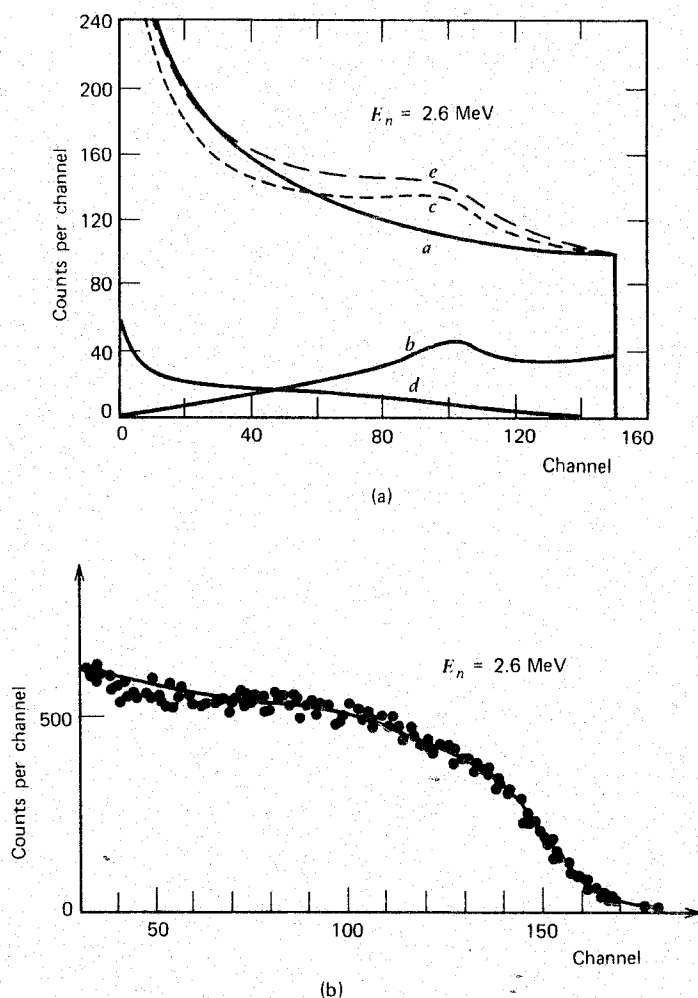 240
200
160
120
80
40
0
Counts per channel
E_n = 2.6 MeV
e
c
a
b
d
0 40 80 120 160
Channel
(a)
E_n = 2.6 MeV
Counts per channel
500
0
50 100 150
Channel
(b)